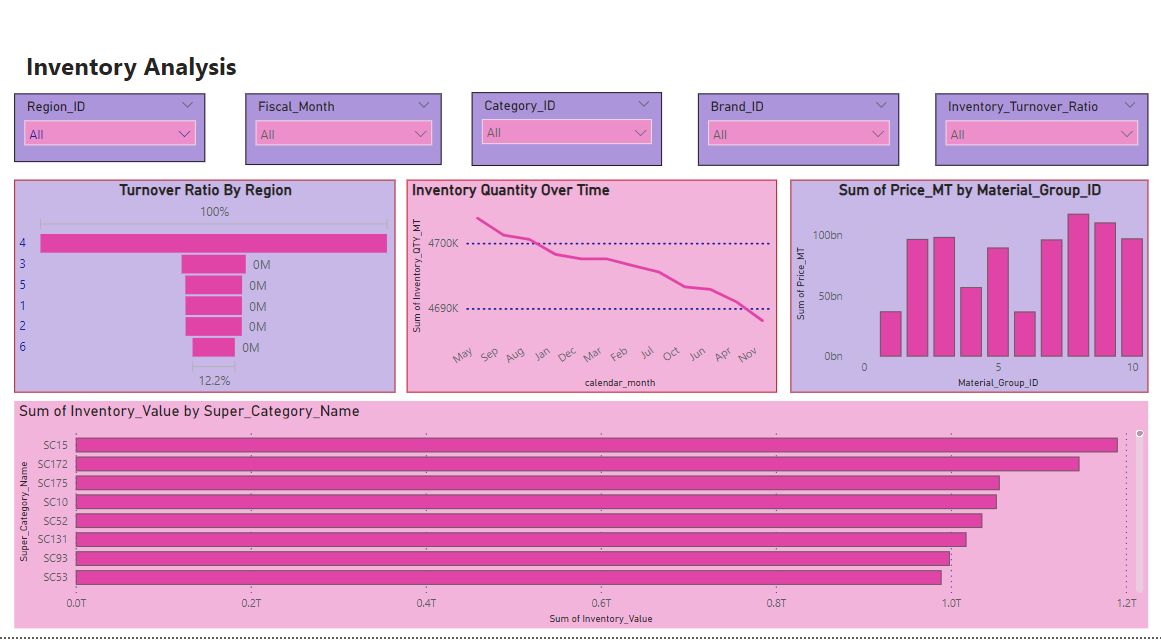 Inventory Analysis
Region_ID
All
Fiscal_Month
All
Category_ID
All
Brand_ID
All
Inventory_Turnover_Ratio
All
Turnover Ratio By Region
100%
4
3 0M
5 0M
1 0M
2 0M
6 0M
12.2%
Inventory Quantity Over Time
Sum of Inventory_QTY_MT
4700K
4690K
May Sep Aug Jan Dec Mar Feb Jul Oct Jun Apr Nov
calendar_month
Sum of Price_MT by Material_Group_ID
Sum of Price_MT
100bn
50bn
0bn
0 5 10
Material_Group_ID
Sum of Inventory_Value by Super_Category_Name
Super_Category_Name
SC15
SC172
SC175
SC10
SC52
SC131
SC93
SC53
0.0T 0.2T 0.4T 0.6T 0.8T 1.0T 1.2T
Sum of Inventory_Value